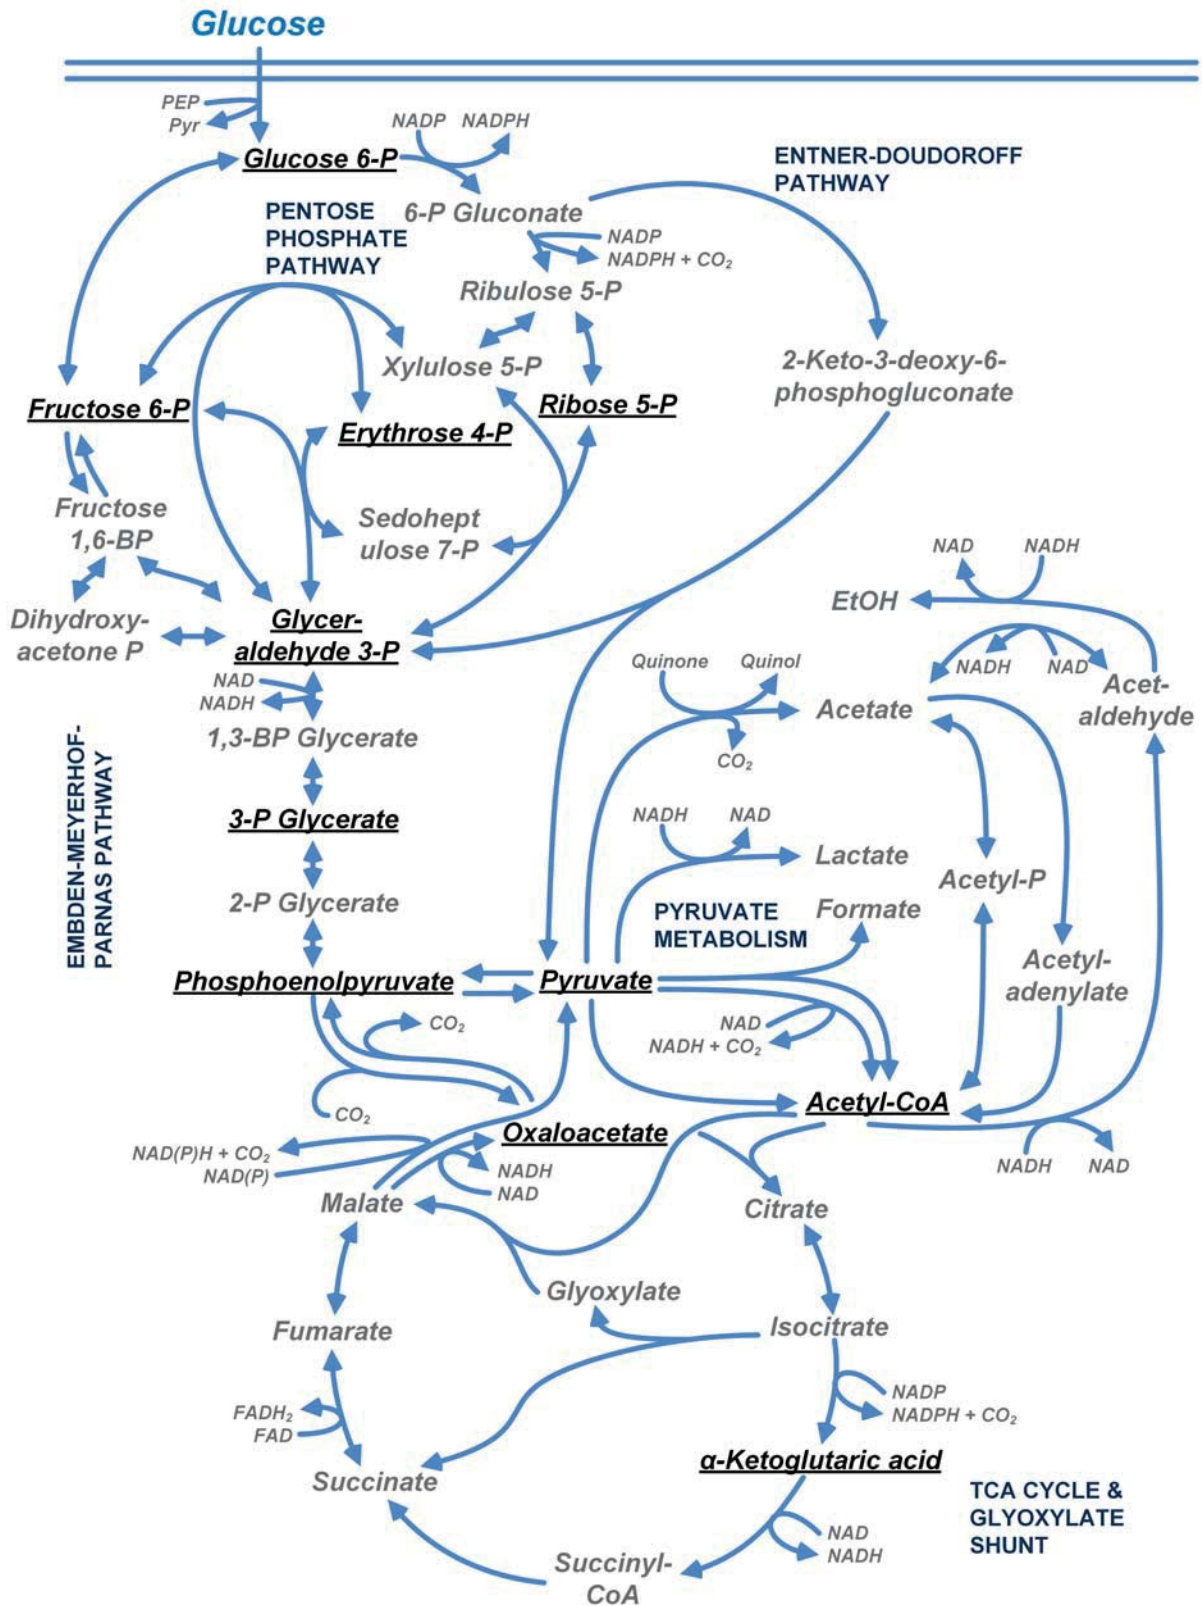 Glucose
PEP
Pyr
NADP NADPH
Glucose 6-P
ENTNER-DOUDOROFF
PATHWAY
6-P Gluconate
PENTOSE
PHOSPHATE
PATHWAY
NADP
NADPH + CO₂
Ribulose 5-P
Xylulose 5-P
2-Keto-3-deoxy-6-
phosphogluconate
Fructose 6-P
Ribose 5-P
Erythrose 4-P
Fructose
1,6-BP
Sedohept
ulose 7-P
NAD NADH
EtOH
Dihydroxy-
acetone P
Glycer-
aldehyde 3-P
NAD
NADH
Quinone Quinol
NADH NAD
Acet-
aldehyde
Acetate
1,3-BP Glycerate
CO₂
EMBDEN-MEYERHOF-
PARNAS PATHWAY
3-P Glycerate
NADH NAD
Lactate
Acetyl-P
2-P Glycerate
PYRUVATE
METABOLISM
Formate
Acetyl-
adenylate
Phosphoenolpyruvate
Pyruvate
CO₂
NAD
NADH + CO₂
CO₂
Acetyl-CoA
Oxaloacetate
NAD(P)H + CO₂
NAD(P)
NADH
NAD
NADH NAD
Malate
Citrate
Glyoxylate
Fumarate
Isocitrate
NADP
NADPH + CO₂
FADH₂
FAD
α-Ketoglutaric acid
Succinate
TCA CYCLE &
GLYOXYLATE
SHUNT
NAD
NADH
Succinyl-
CoA